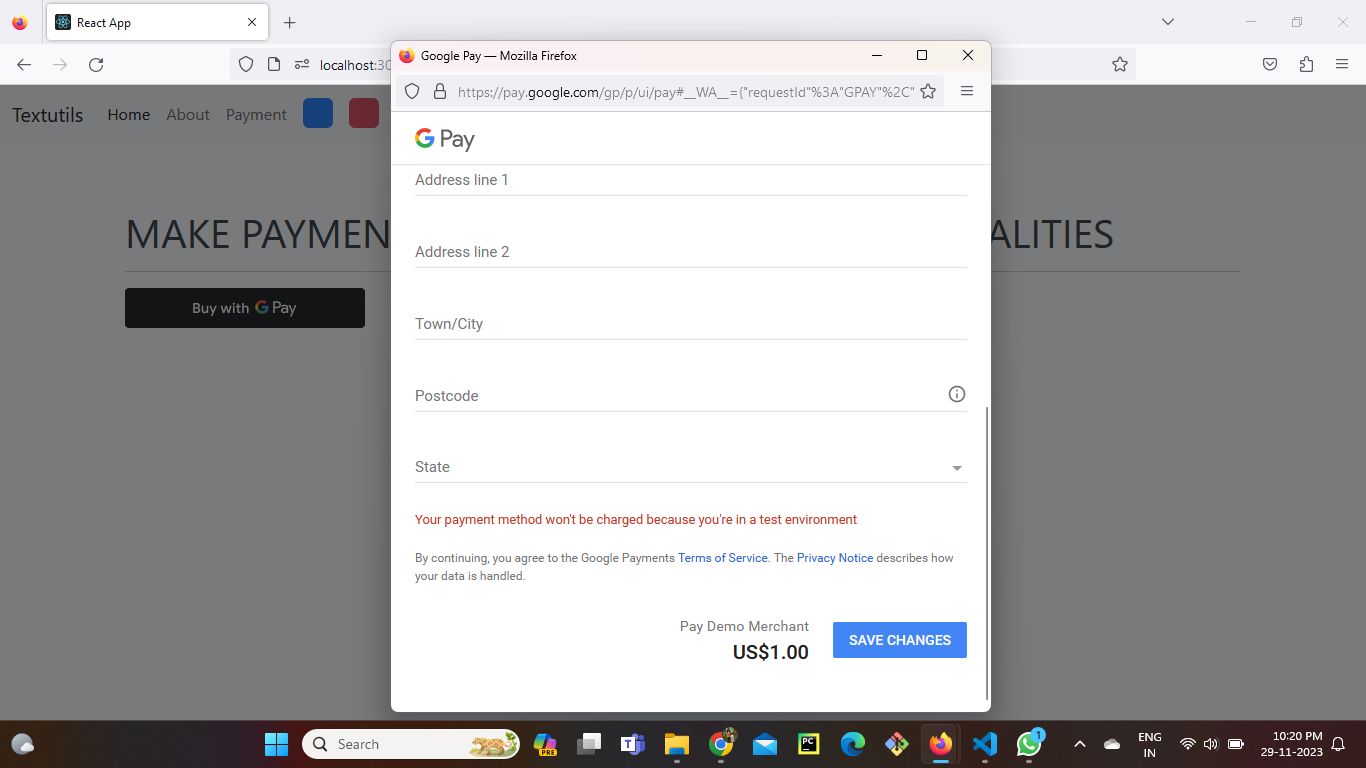 React App
Google Pay — Mozilla Firefox
localhost:30
https://pay.google.com/gp/p/ui/pay#__WA__={"requestId"%3A"GPAY"%2C"
Textutils
Home
About
Payment
G Pay
Address line 1
MAKE PAYMEN
ALITIES
Address line 2
Buy with G Pay
Town/City
Postcode
State
Your payment method won't be charged because you're in a test environment
By continuing, you agree to the Google Payments Terms of Service. The Privacy Notice describes how
your data is handled.
Pay Demo Merchant
US$1.00
SAVE CHANGES
Search
PRE
PC
1
ENG
IN
10:20 PM
29-11-2023